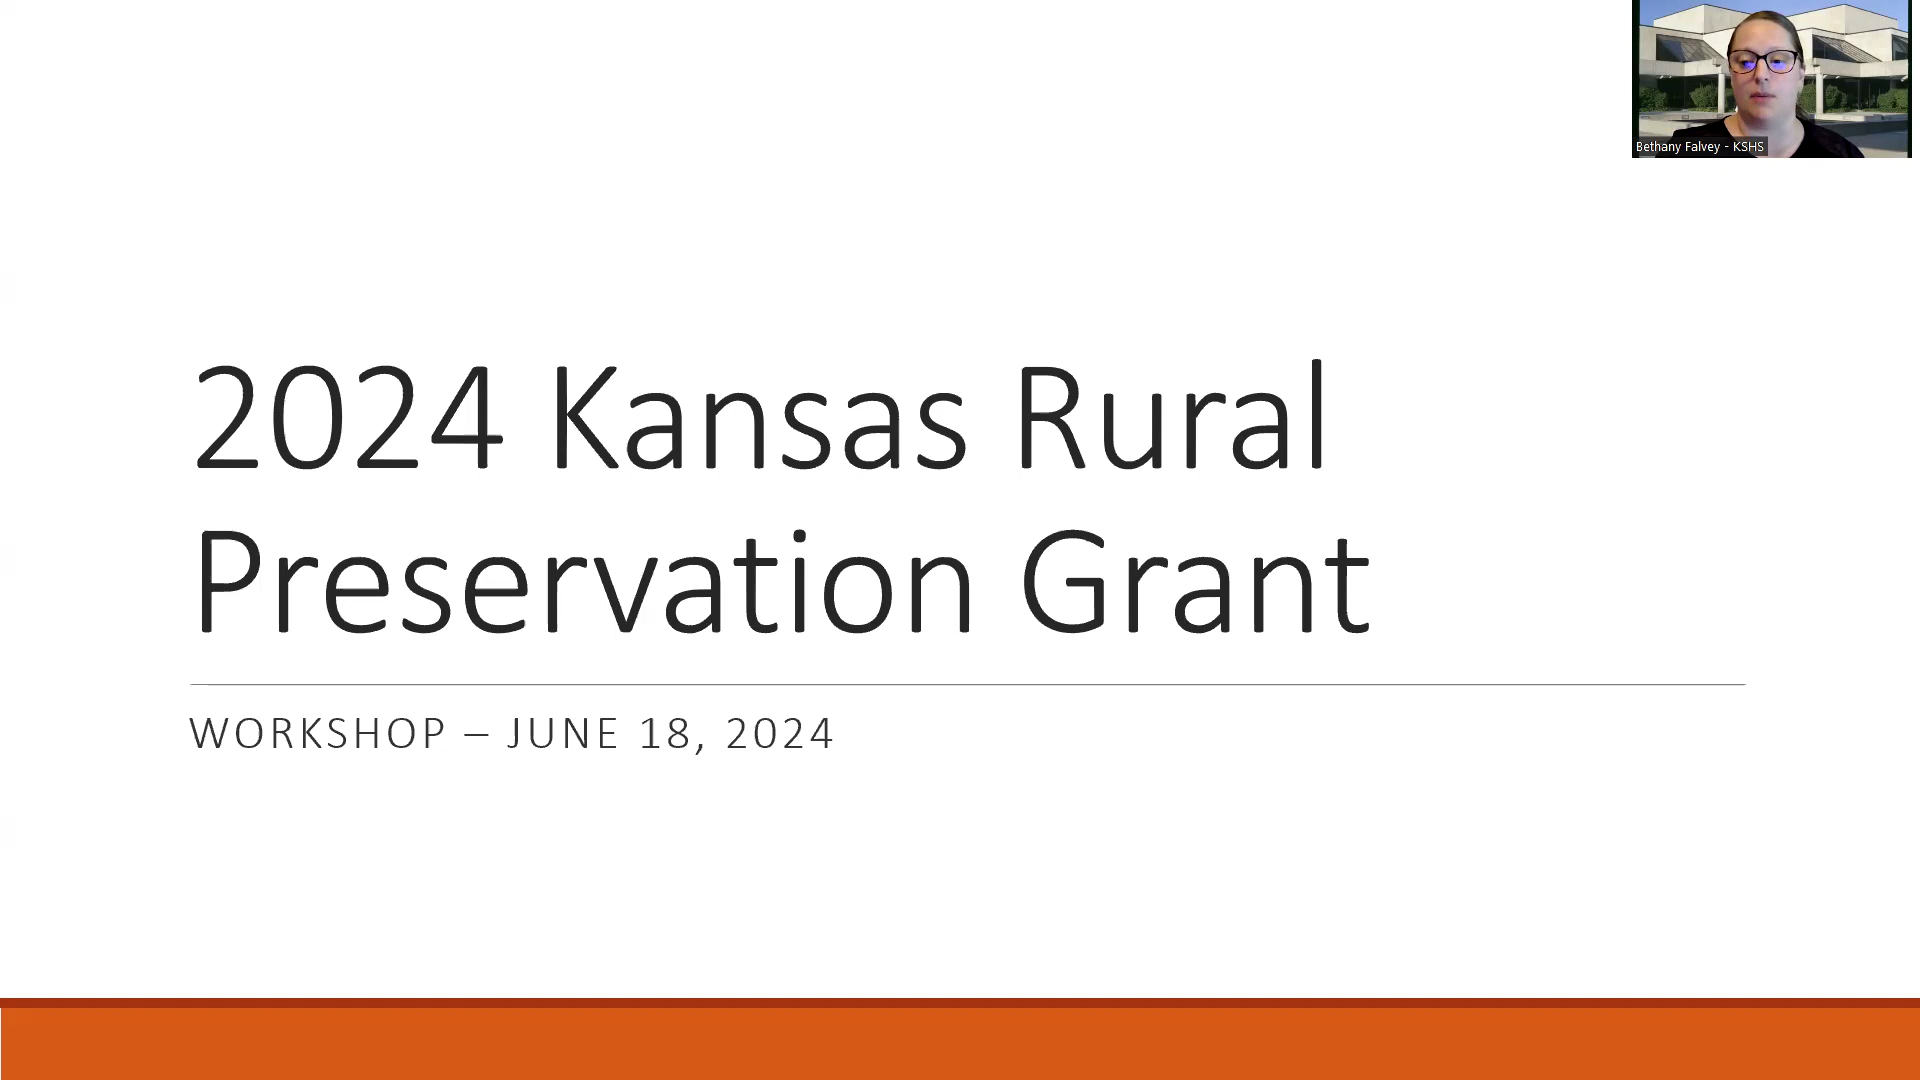 Bethany Falvey - KSHS
2024 Kansas Rural
Preservation Grant
WORKSHOP – JUNE 18, 2024